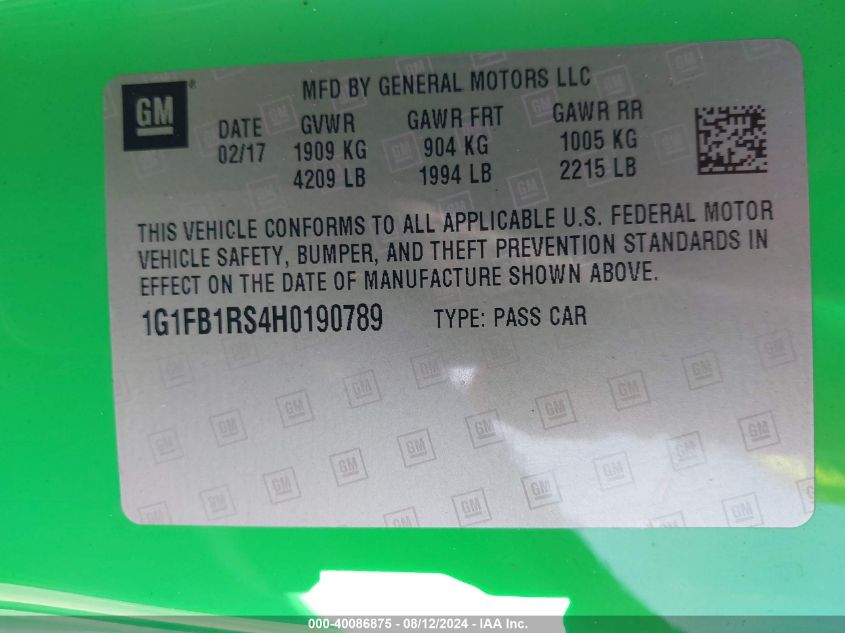 GM ®
MFD BY GENERAL MOTORS LLC
DATE GVWR GAWR FRT GAWR RR
02/17 1909 KG 904 KG 1005 KG
4209 LB 1994 LB 2215 LB
THIS VEHICLE CONFORMS TO ALL APPLICABLE U.S. FEDERAL MOTOR
VEHICLE SAFETY, BUMPER, AND THEFT PREVENTION STANDARDS IN
EFFECT ON THE DATE OF MANUFACTURE SHOWN ABOVE.
1G1FB1RS4H0190789 TYPE: PASS CAR
000-40086875 - 08/12/2024 - IAA Inc.